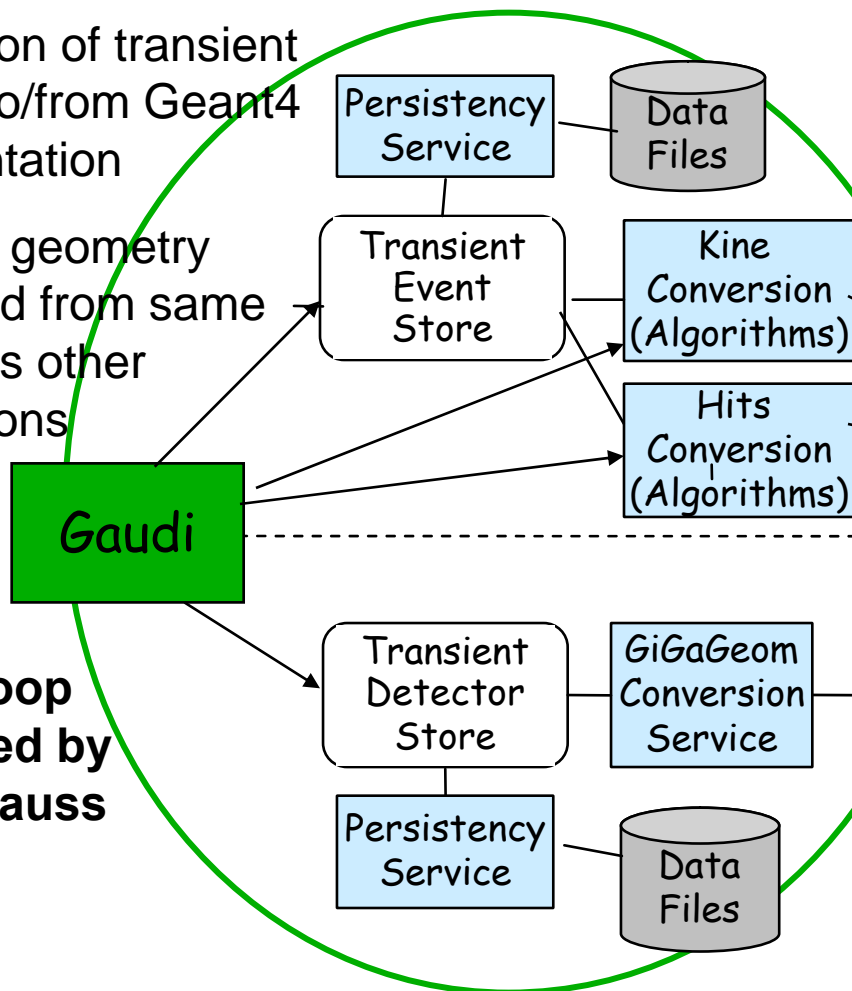 on of transient
o/from Geant4
ntation
geometry
d from same
s other
ons
Persistency
Service
Data
Files
Transient
Event
Store
Kine
Conversion
(Algorithms)
Hits
Conversion
(Algorithms)
Gaudi
Transient
Detector
Store
GiGaGeom
Conversion
Service
oop
ed by
auss
Persistency
Service
Data
Files